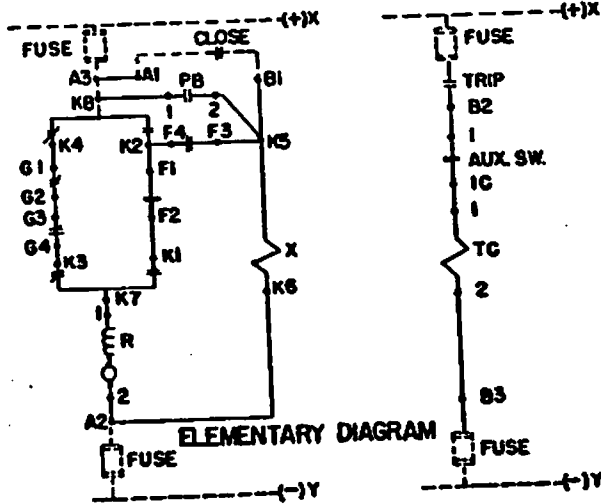 (+)X
FUSE
CLOSE
A3
A1
B1
K8
PB
1
2
K4
K2
F4
F3
K5
G1
F1
G2
G3
F2
G4
K3
K1
X
K7
K6
1
R
2
A2
ELEMENTARY DIAGRAM
FUSE
(-)Y
(+)X
FUSE
TRIP
B2
1
AUX. SW.
1C
1
TC
2
B3
FUSE
(-)Y